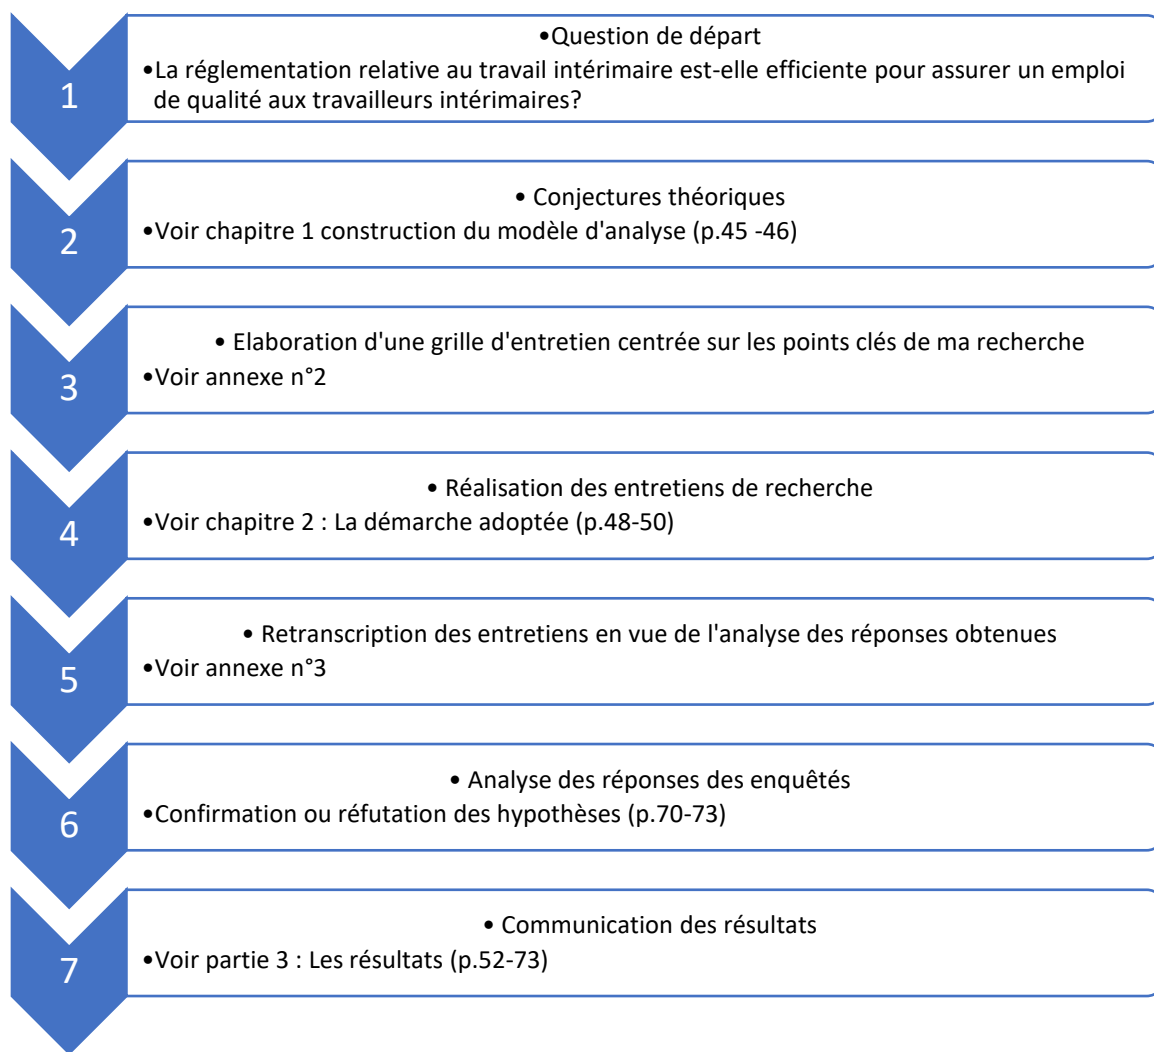 1
•Question de départ
•La réglementation relative au travail intérimaire est-elle efficiente pour assurer un emploi
de qualité aux travailleurs intérimaires?
2
• Conjectures théoriques
•Voir chapitre 1 construction du modèle d'analyse (p.45 -46)
3
• Elaboration d'une grille d'entretien centrée sur les points clés de ma recherche
•Voir annexe n°2
4
• Réalisation des entretiens de recherche
•Voir chapitre 2 : La démarche adoptée (p.48-50)
5
• Retranscription des entretiens en vue de l'analyse des réponses obtenues
•Voir annexe n°3
6
• Analyse des réponses des enquêtés
•Confirmation ou réfutation des hypothèses (p.70-73)
7
• Communication des résultats
•Voir partie 3 : Les résultats (p.52-73)